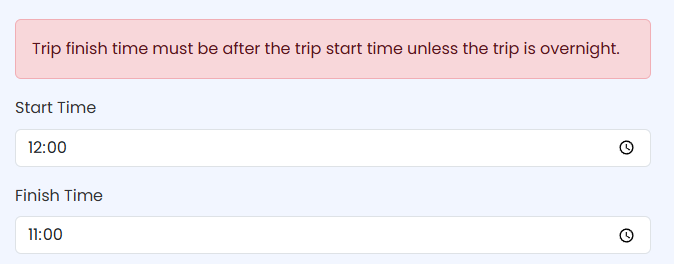 Trip finish time must be after the trip start time unless the trip is overnight.
Start Time
12:00
Finish Time
11:00